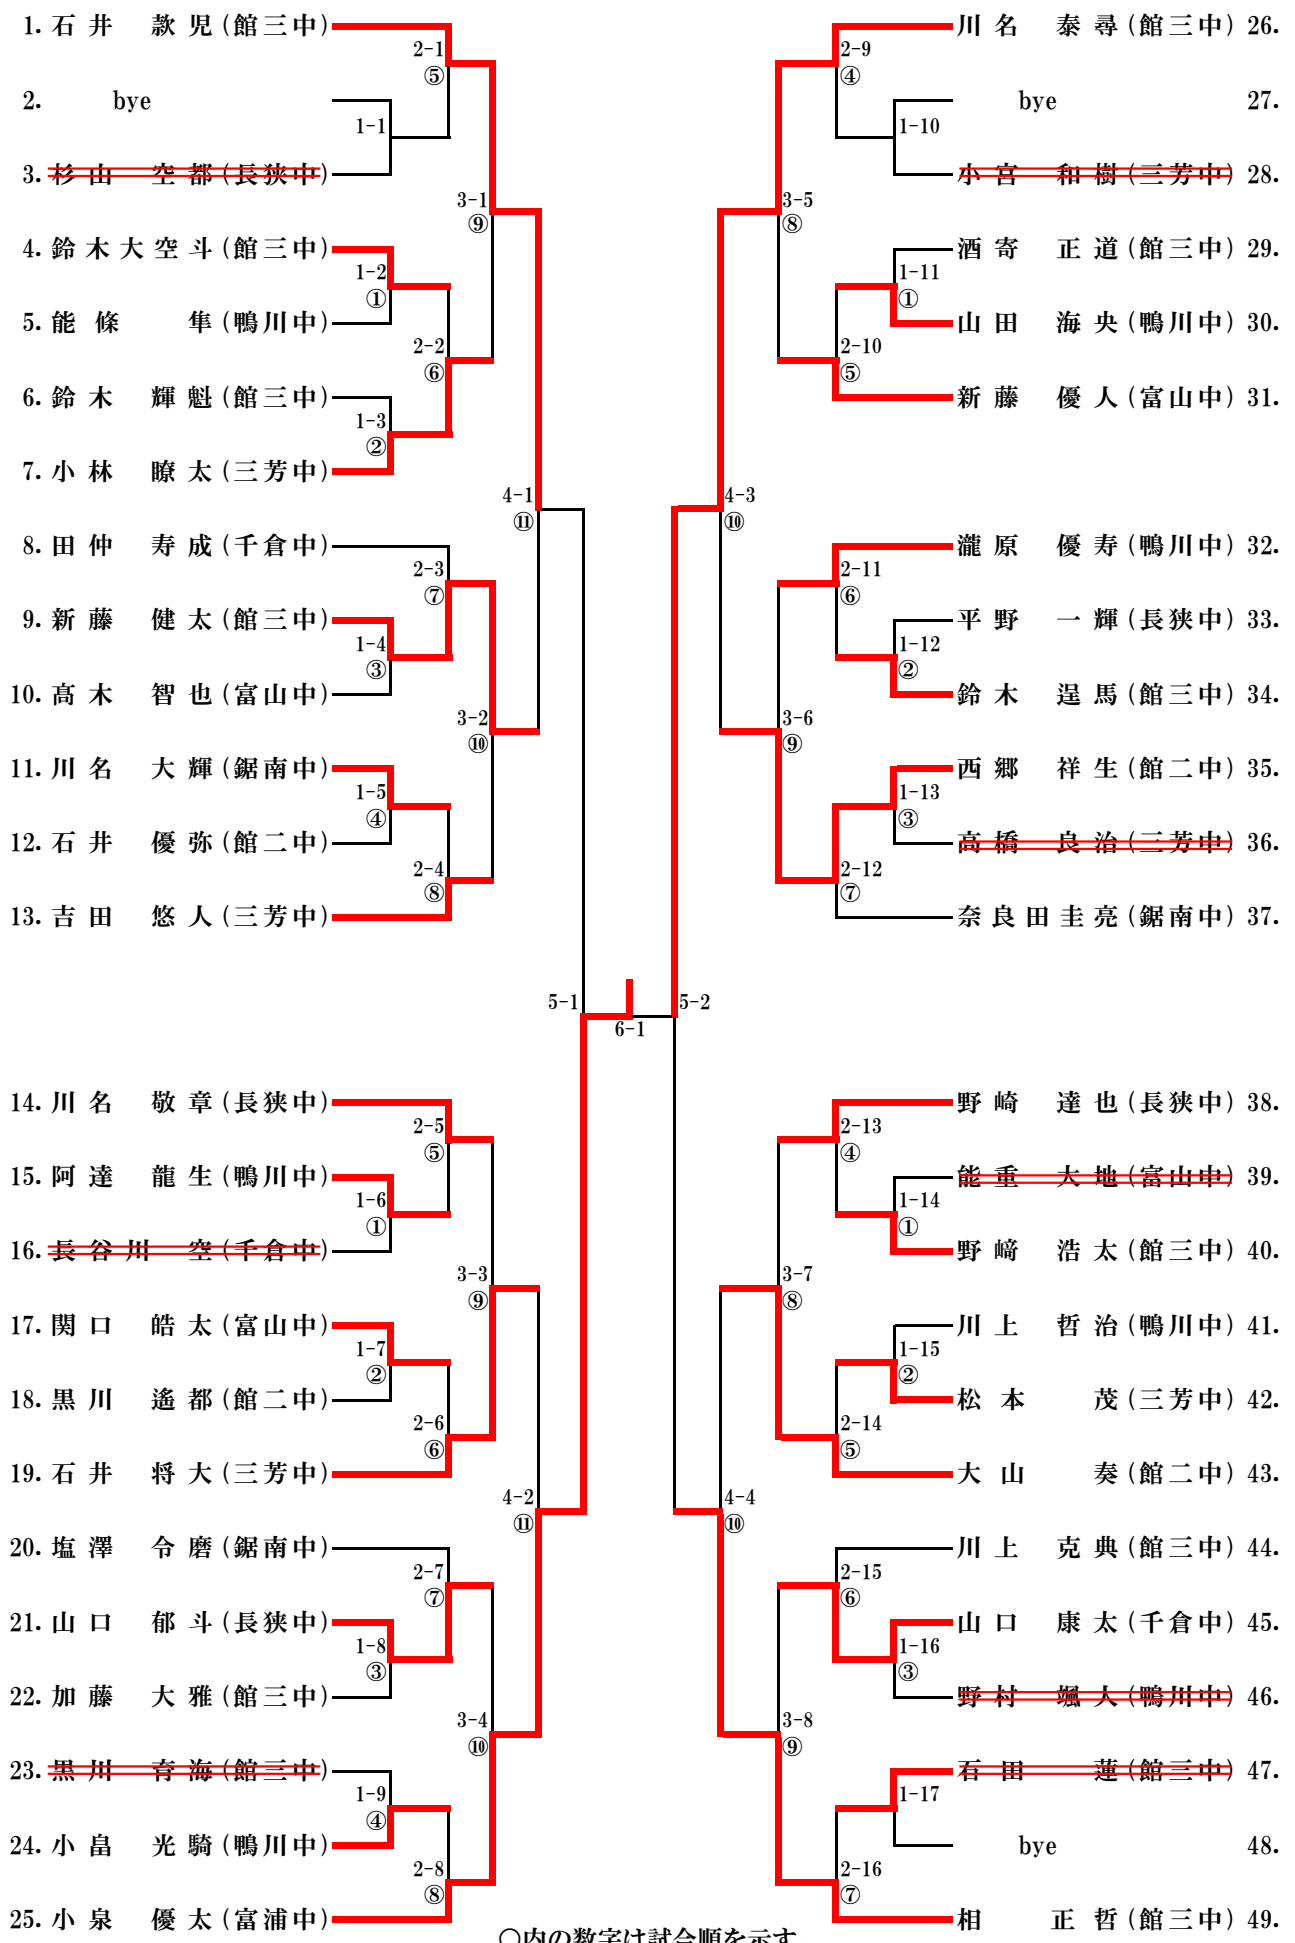 1. 石井 款児(館三中)
2. bye
3. 杉山 空都(長狭中)
4. 鈴木大空斗(館三中)
5. 能條 隼(鴨川中)
6. 鈴木 輝魁(館三中)
7. 小林 瞭太(三芳中)
8. 田仲 寿成(千倉中)
9. 新藤 健太(館三中)
10. 髙木 智也(富山中)
11. 川名 大輝(鋸南中)
12. 石井 優弥(館二中)
13. 吉田 悠人(三芳中)
14. 川名 敬章(長狭中)
15. 阿達 龍生(鴨川中)
16. 長谷川 空(千倉中)
17. 関口 皓太(富山中)
18. 黒川 遙都(館二中)
19. 石井 将大(三芳中)
20. 塩澤 令磨(鋸南中)
21. 山口 郁斗(長狭中)
22. 加藤 大雅(館三中)
23. 黒川 育海(館三中)
24. 小畠 光騎(鴨川中)
25. 小泉 優太(富浦中)
1-1
1-2
①
1-3
②
1-4
③
1-5
④
1-6
①
1-7
②
1-8
③
1-9
④
2-1
⑤
2-2
⑥
2-3
⑦
2-4
⑧
2-5
⑤
2-6
⑥
2-7
⑦
2-8
⑧
3-1
⑨
3-2
⑩
3-3
⑨
3-4
⑩
4-1
⑪
4-2
⑪
5-1
6-1
5-2
4-3
⑩
4-4
⑩
3-5
⑧
3-6
⑨
3-7
⑧
3-8
⑨
2-9
④
2-10
⑤
2-11
⑥
2-12
⑦
2-13
④
2-14
⑤
2-15
⑥
2-16
⑦
1-10
1-11
①
1-12
②
1-13
③
1-14
①
1-15
②
1-16
③
1-17
川名 泰尋(館三中) 26.
bye 27.
小宮 和樹(三芳中) 28.
酒寄 正道(館三中) 29.
山田 海央(鴨川中) 30.
新藤 優人(富山中) 31.
瀧原 優寿(鴨川中) 32.
平野 一輝(長狭中) 33.
鈴木 逞馬(館三中) 34.
西郷 祥生(館二中) 35.
高橋 良治(三芳中) 36.
奈良田圭亮(鋸南中) 37.
野崎 達也(長狭中) 38.
能重 大地(富山中) 39.
野﨑 浩太(館三中) 40.
川上 哲治(鴨川中) 41.
松本 茂(三芳中) 42.
大山 奏(館二中) 43.
川上 克典(館三中) 44.
山口 康太(千倉中) 45.
野村 颯人(鴨川中) 46.
石田 蓮(館三中) 47.
bye 48.
相 正哲(館三中) 49.
○内の数字は試合順を示す